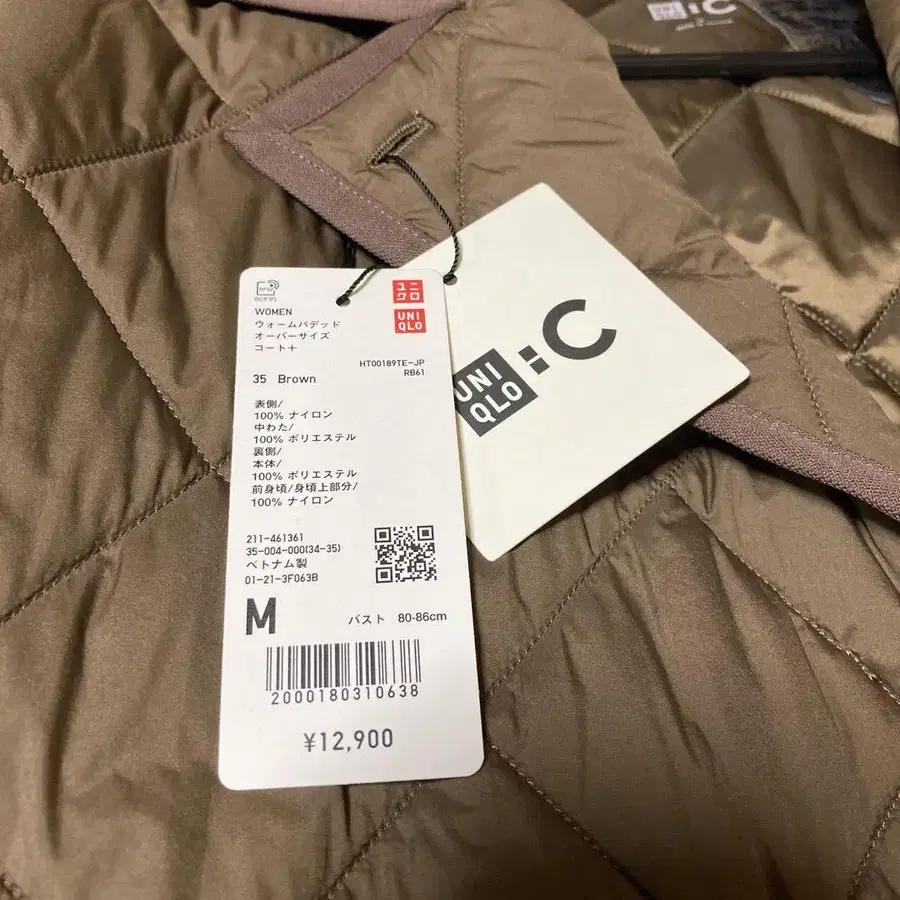 UNI
QLO
:C
RFID
WOMEN
ウォームパデッド
オーバーサイズ
コート+
ユニ
クロ
UNI
QLO
HT00189TE-JP
RB61
35 Brown
表側/
100% ナイロン
中わた/
100% ポリエステル
裏側/
本体/
100% ポリエステル
前身頃/身頃上部分/
100% ナイロン
211-461361
35-004-000(34-35)
ベトナム製
01-21-3F063B
M
バスト 80-86cm
2000180310638
¥12,900
UNI
QLO
:C